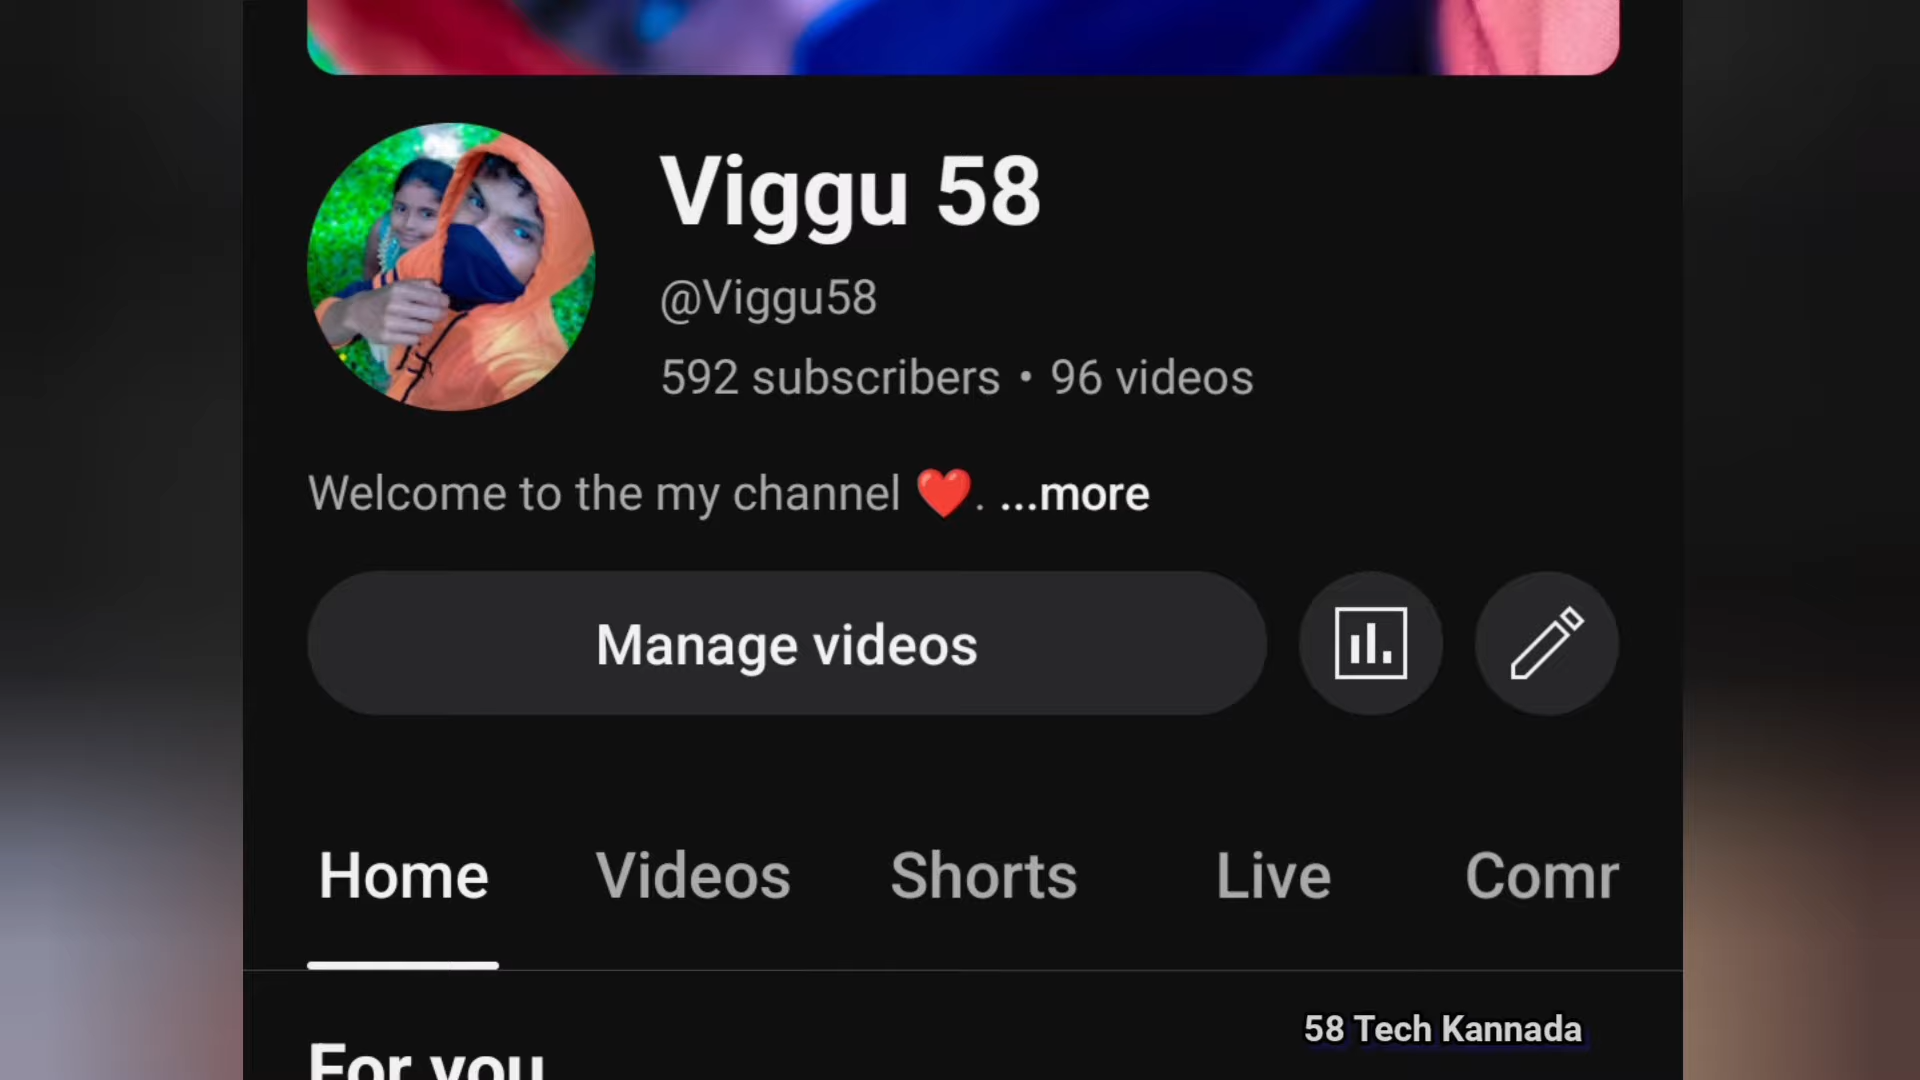 Viggu 58
@Viggu58
592 subscribers • 96 videos
Welcome to the my channel ❤️. ...more
Manage videos
Home Videos Shorts Live Comr
For you
58 Tech Kannada